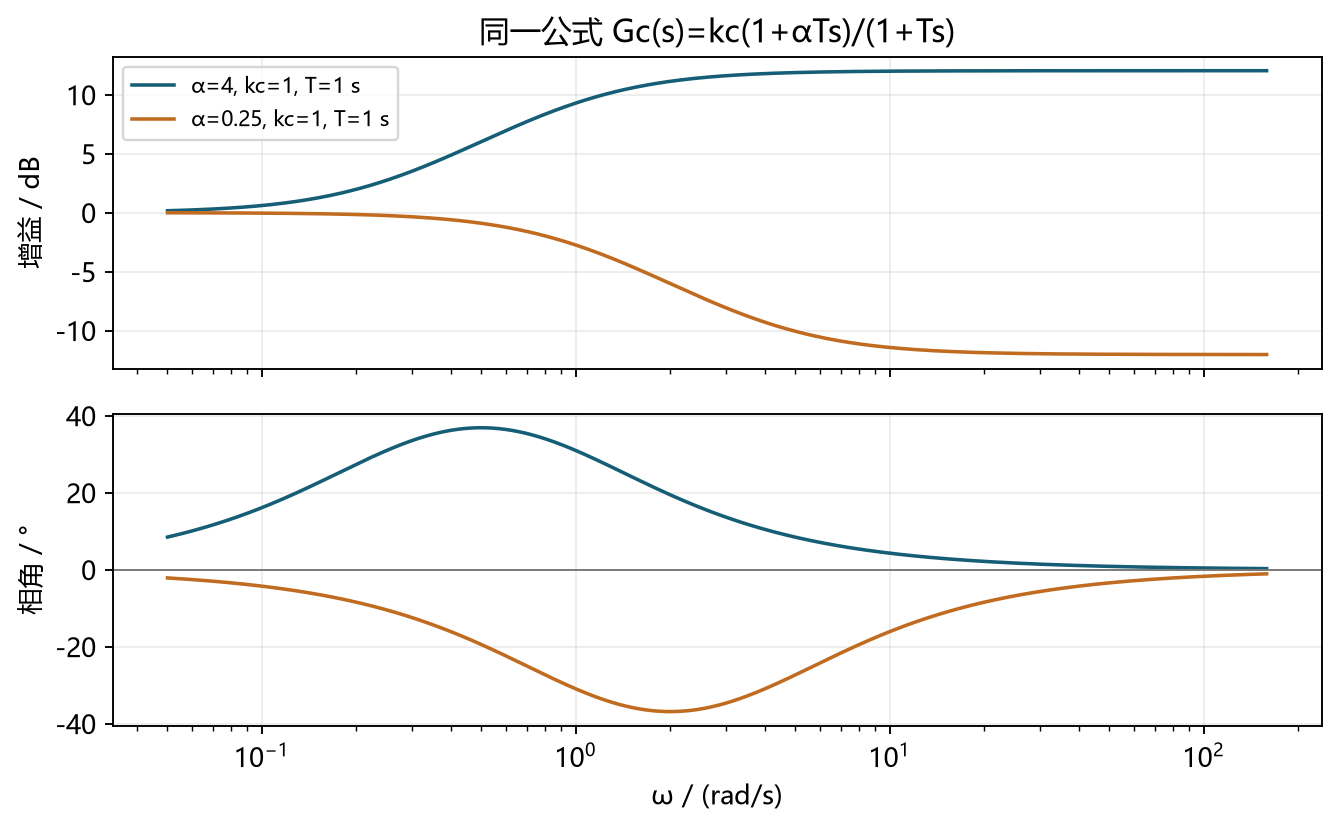 同一公式 Gc(s)=kc(1+αTs)/(1+Ts)
α=4, kc=1, T=1 s
α=0.25, kc=1, T=1 s
增益 / dB
10
5
0
-5
-10
相角 / °
40
20
0
-20
-40
10⁻¹
10⁰
10¹
10²
ω / (rad/s)